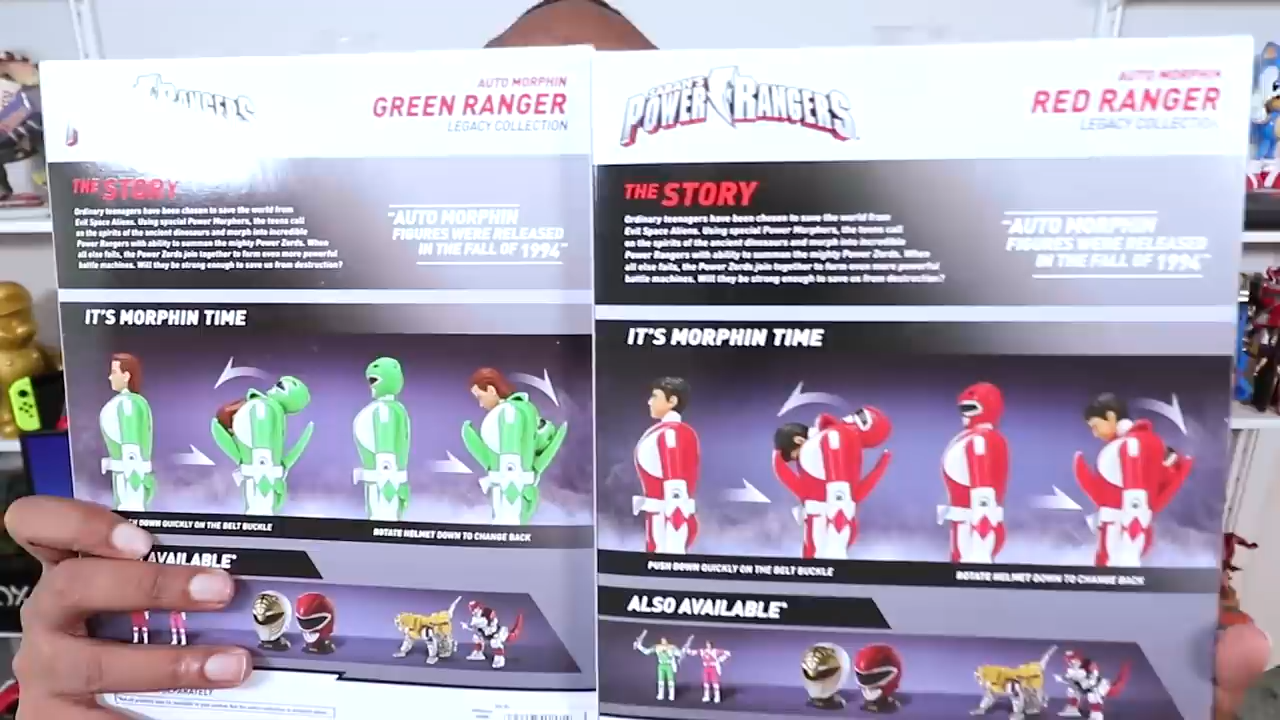 RANGERS
AUTO MORPHIN
GREEN RANGER
LEGACY COLLECTION
THE STORY
Ordinary teenagers have been chosen to save the world from
Evil Space Aliens. Using special Power Morphers, the teens call
on the spirits of the ancient dinosaurs and morph into incredible
Power Rangers with ability to summon the mighty Power Zords. When
all else fails, the Power Zords join together to form even more powerful
battle machines. Will they be strong enough to save us from destruction?
"AUTO MORPHIN
FIGURES WERE RELEASED
IN THE FALL OF 1994"
IT'S MORPHIN TIME
DOWN QUICKLY ON THE BELT BUCKLE
ROTATE HELMET DOWN TO CHANGE BACK
AVAILABLE*
SEPARATELY
SABAN'S
POWER RANGERS
AUTO MORPHIN
RED RANGER
LEGACY COLLECTION
THE STORY
Ordinary teenagers have been chosen to save the world from
Evil Space Aliens. Using special Power Morphers, the teens call
on the spirits of the ancient dinosaurs and morph into incredible
Power Rangers with ability to summon the mighty Power Zords. When
all else fails, the Power Zords join together to form even more powerful
battle machines. Will they be strong enough to save us from destruction?
"AUTO MORPHIN
FIGURES WERE RELEASED
IN THE FALL OF 1994"
IT'S MORPHIN TIME
PUSH DOWN QUICKLY ON THE BELT BUCKLE
ROTATE HELMET DOWN TO CHANGE BACK
ALSO AVAILABLE*